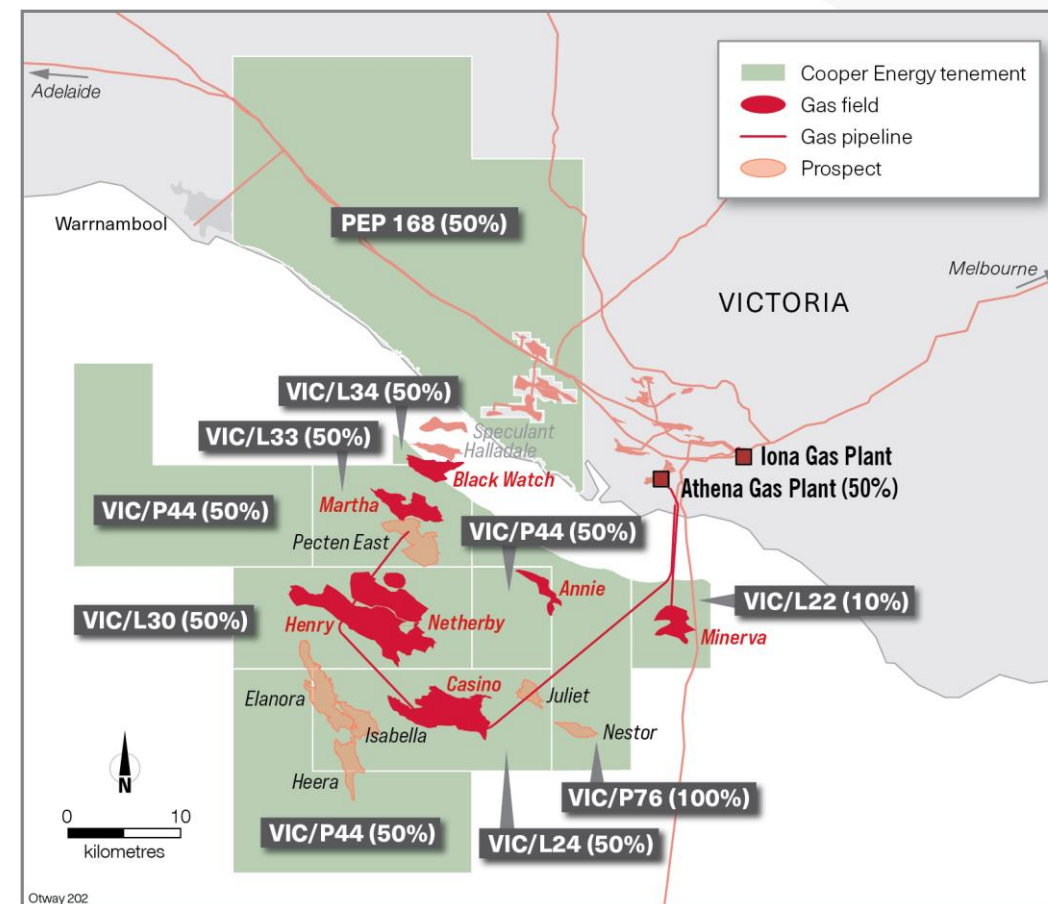 Cooper Energy tenement
Gas field
Gas pipeline
Prospect
Adelaide
Warrnambool
PEP 168 (50%)
Melbourne
VICTORIA
VIC/L34 (50%)
VIC/L33 (50%)
Speculant
Halladale
Black Watch
Iona Gas Plant
Athena Gas Plant (50%)
Martha
VIC/P44 (50%)
Pecten East
VIC/P44 (50%)
Annie
VIC/L22 (10%)
VIC/L30 (50%)
Henry
Netherby
Minerva
Casino
Juliet
Elanora
Isabella
Nestor
Heera
VIC/P76 (100%)
VIC/P44 (50%)
VIC/L24 (50%)
N
0 10
kilometres
Otway 202